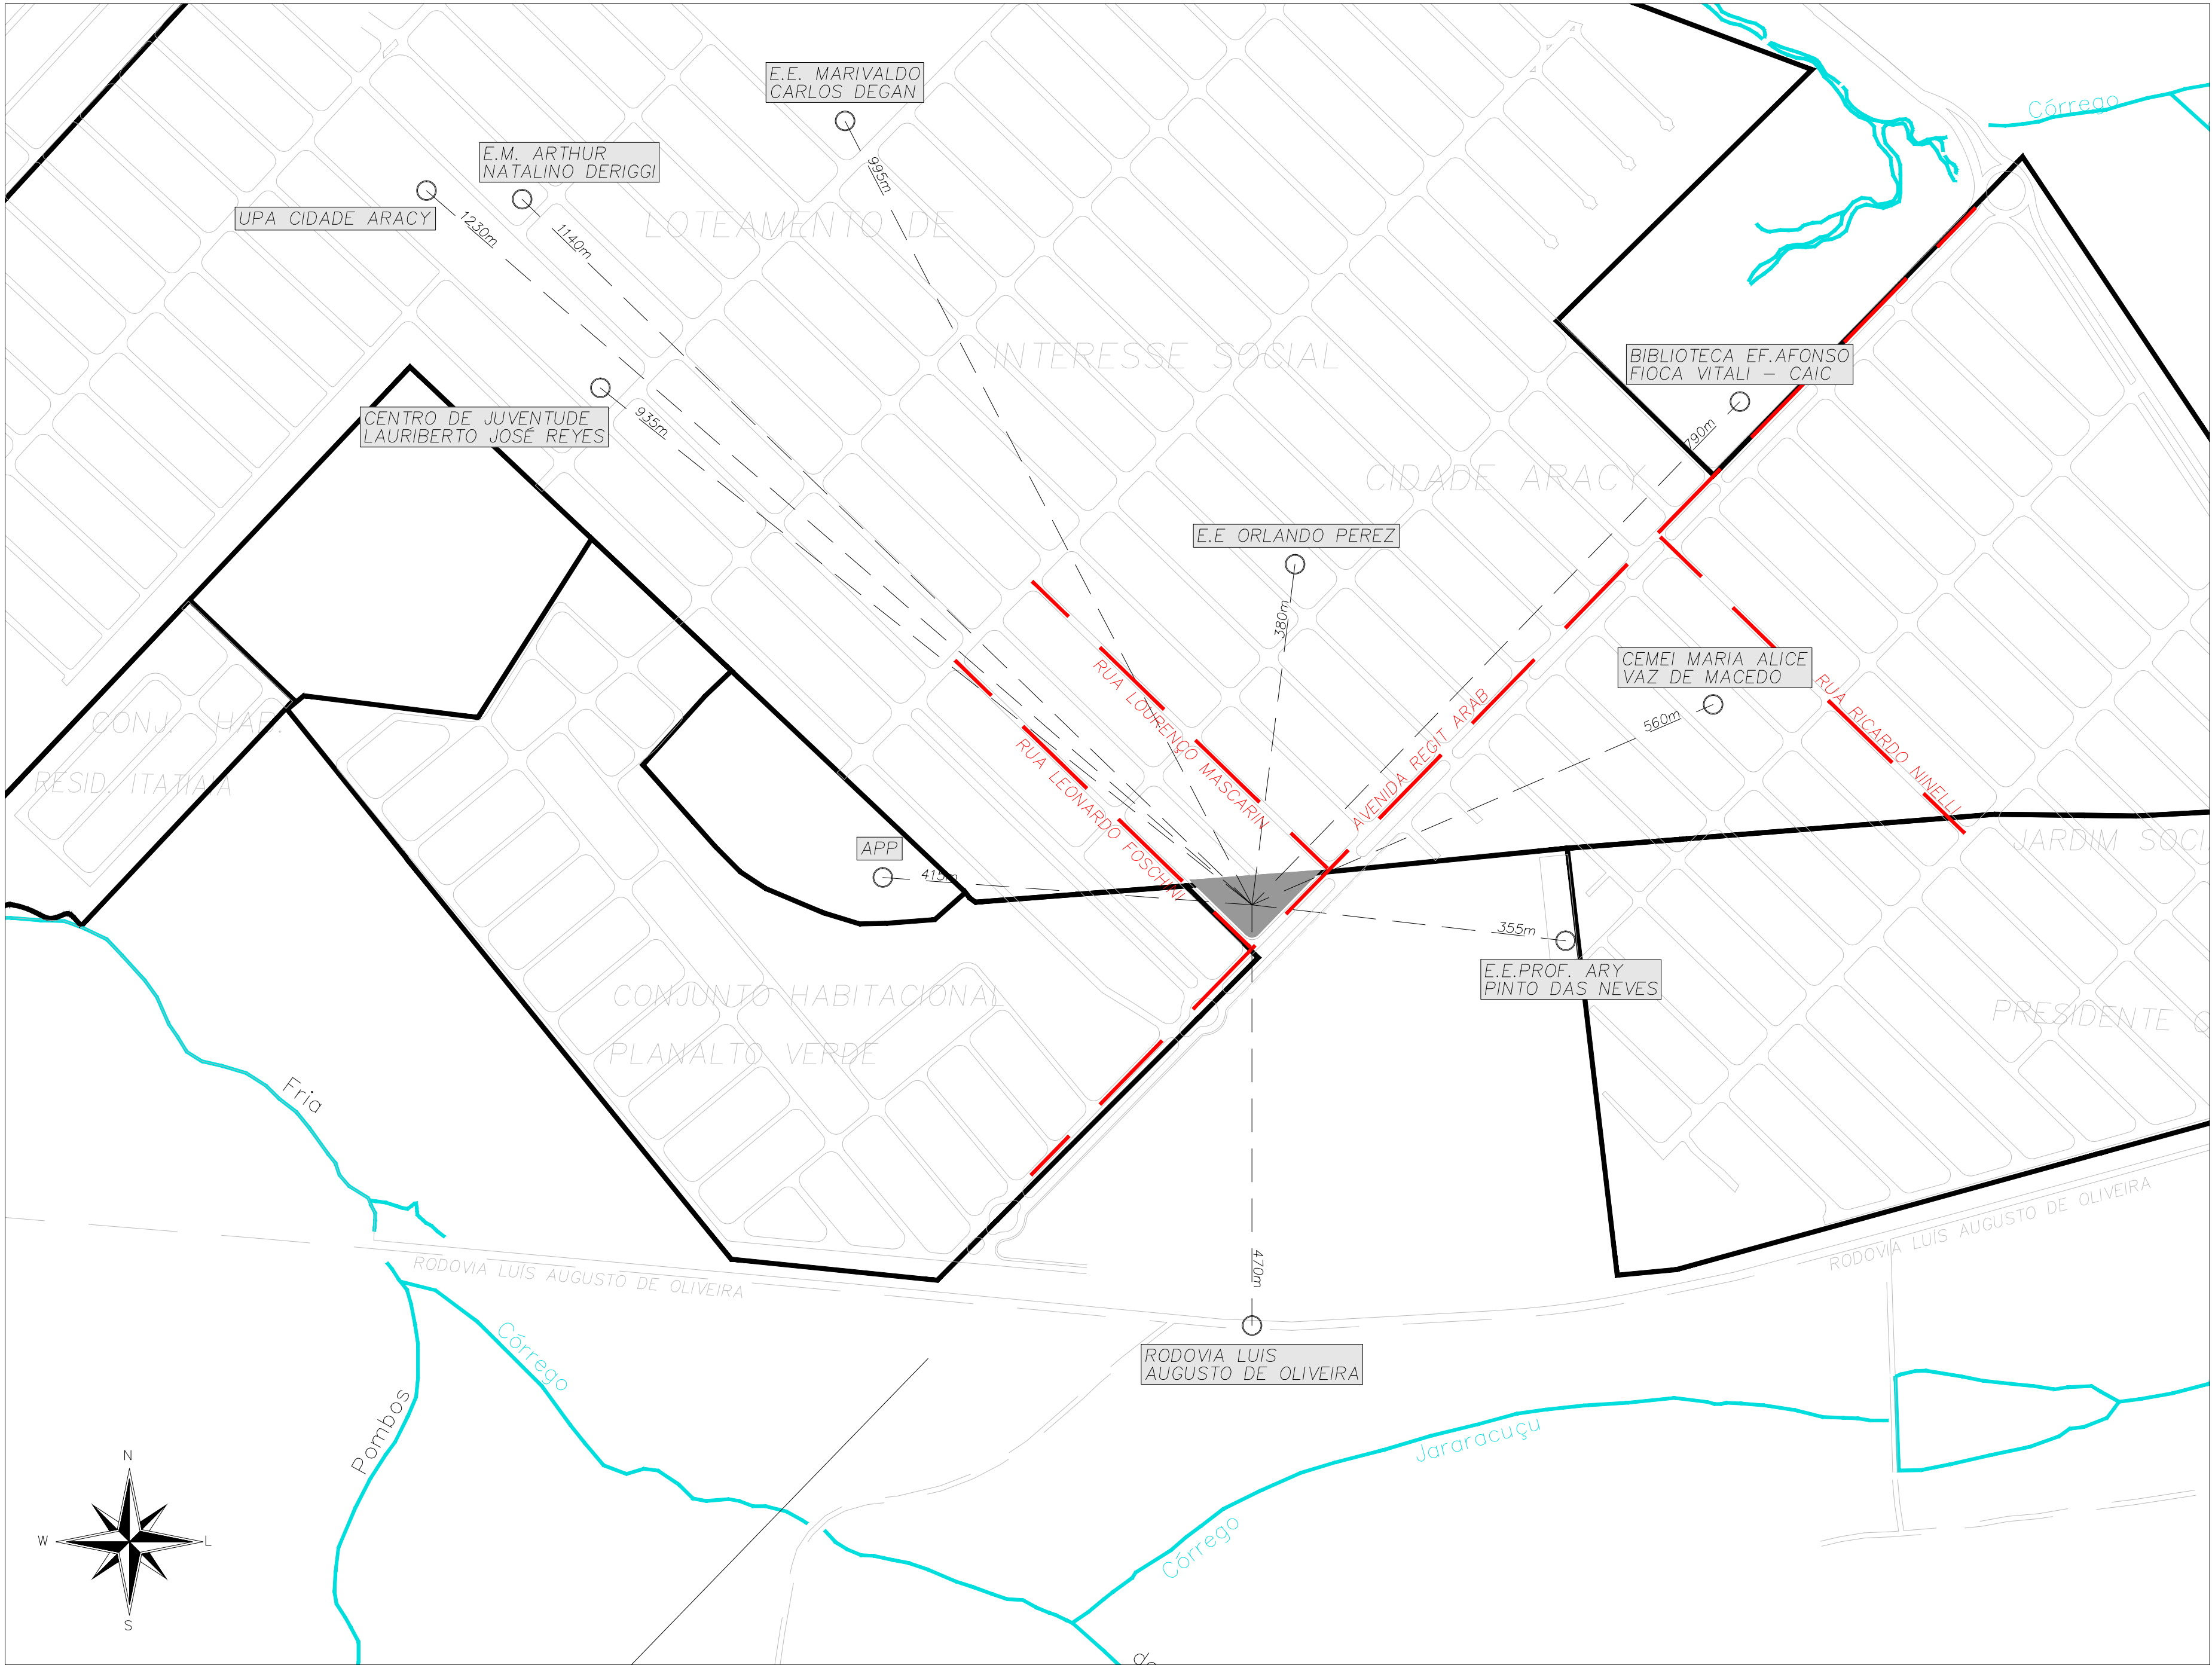 E.E. MARIVALDO
CARLOS DEGAN
Córrego
995m
E.M. ARTHUR
NATALINO DERIGGI
UPA CIDADE ARACY
1230m
1140m
LOTEAMENTO DE
INTERESSE SOCIAL
BIBLIOTECA EF.AFONSO
FIOCA VITALI – CAIC
790m
CENTRO DE JUVENTUDE
LAURIBERTO JOSÉ REYES
935m
CIDADE ARACY
E.E ORLANDO PEREZ
380m
CEMEI MARIA ALICE
VAZ DE MACEDO
560m
RUA LOURENÇO MASCARIN
RUA LEONARDO FOSCHINI
AVENIDA REGIT ARAB
RUA RICARDO NINELLI
CONJ. HAB.
RESID. ITATIAIA
APP
415m
JARDIM SOCI
355m
E.E.PROF. ARY
PINTO DAS NEVES
CONJUNTO HABITACIONAL
PLANALTO VERDE
PRESIDENTE
Fria
RODOVIA LUÍS AUGUSTO DE OLIVEIRA
RODOVIA LUÍS AUGUSTO DE OLIVEIRA
470m
RODOVIA LUIS
AUGUSTO DE OLIVEIRA
Córrego
Pombos
Jararacuçu
Córrego
N
W
L
S